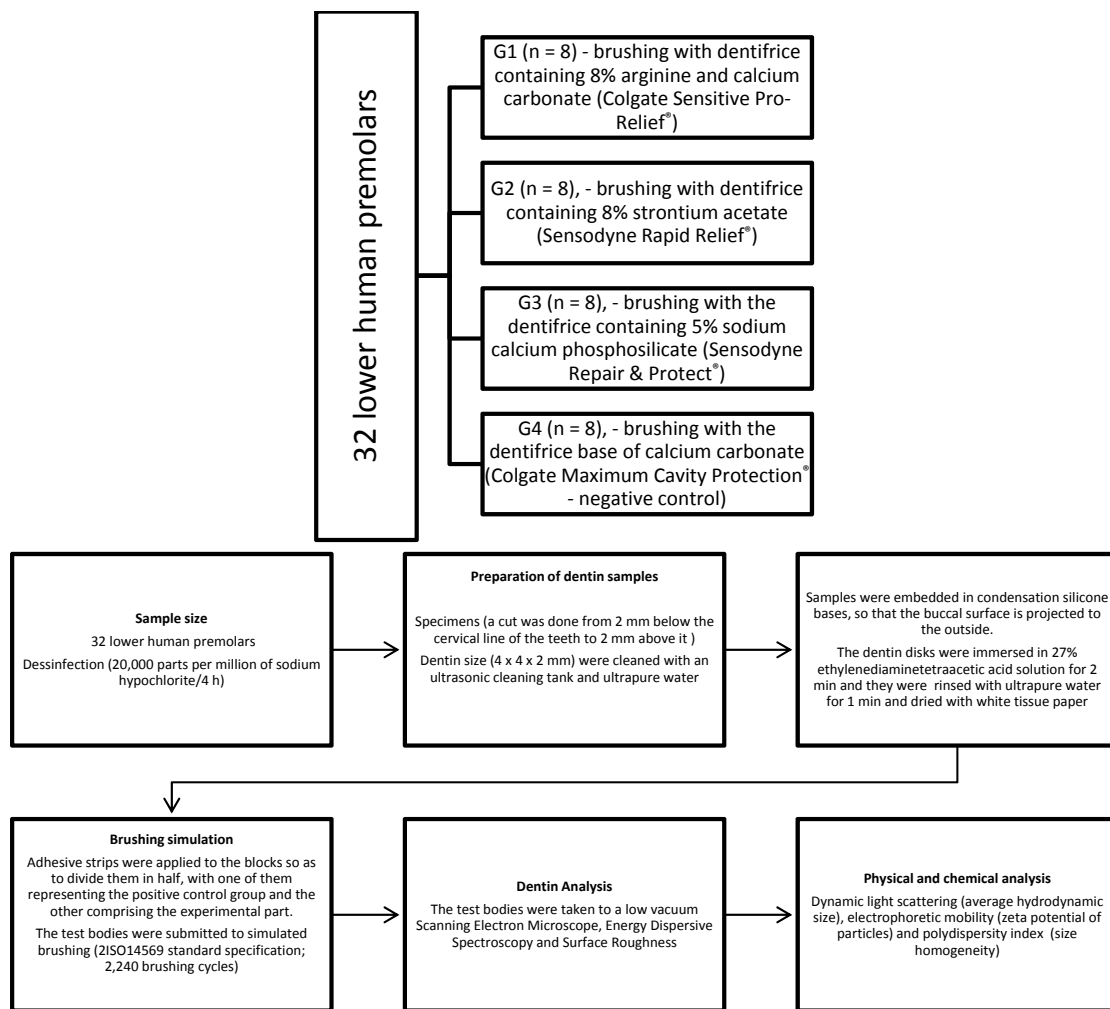 32 lower human premolars
G1 (n = 8) - brushing with dentifrice
containing 8% arginine and calcium
carbonate (Colgate Sensitive Pro-
Relief®)
G2 (n = 8), - brushing with dentifrice
containing 8% strontium acetate
(Sensodyne Rapid Relief®)
G3 (n = 8), - brushing with the
dentifrice containing 5% sodium
calcium phosphosilicate (Sensodyne
Repair & Protect®)
G4 (n = 8), - brushing with the
dentifrice base of calcium carbonate
(Colgate Maximum Cavity Protection®
- negative control)
Sample size
32 lower human premolars
Dessinfection (20,000 parts per million of sodium
hypochlorite/4 h)
Preparation of dentin samples
Specimens (a cut was done from 2 mm below the
cervical line of the teeth to 2 mm above it )
Dentin size (4 x 4 x 2 mm) were cleaned with an
ultrasonic cleaning tank and ultrapure water
Samples were embedded in condensation silicone
bases, so that the buccal surface is projected to
the outside.
The dentin disks were immersed in 27%
ethylenediaminetetraacetic acid solution for 2
min and they were rinsed with ultrapure water
for 1 min and dried with white tissue paper
Brushing simulation
Adhesive strips were applied to the blocks so as
to divide them in half, with one of them
representing the positive control group and the
other comprising the experimental part.
The test bodies were submitted to simulated
brushing (2ISO14569 standard specification;
2,240 brushing cycles)
Dentin Analysis
The test bodies were taken to a low vacuum
Scanning Electron Microscope, Energy Dispersive
Spectroscopy and Surface Roughness
Physical and chemical analysis
Dynamic light scattering (average hydrodynamic
size), electrophoretic mobility (zeta potential of
particles) and polydispersity index (size
homogeneity)